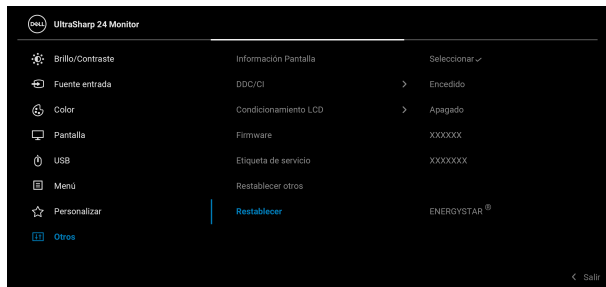 DELL UltraSharp 24 Monitor
Brillo/Contraste Información Pantalla Seleccionar
Fuente entrada DDC/CI Encedido
Color Condicionamiento LCD Apagado
Pantalla Firmware XXXXXX
USB Etiqueta de servicio XXXXXXX
Menú Restablecer otros
Personalizar Restablecer ENERGYSTAR ®
Otros
Salir